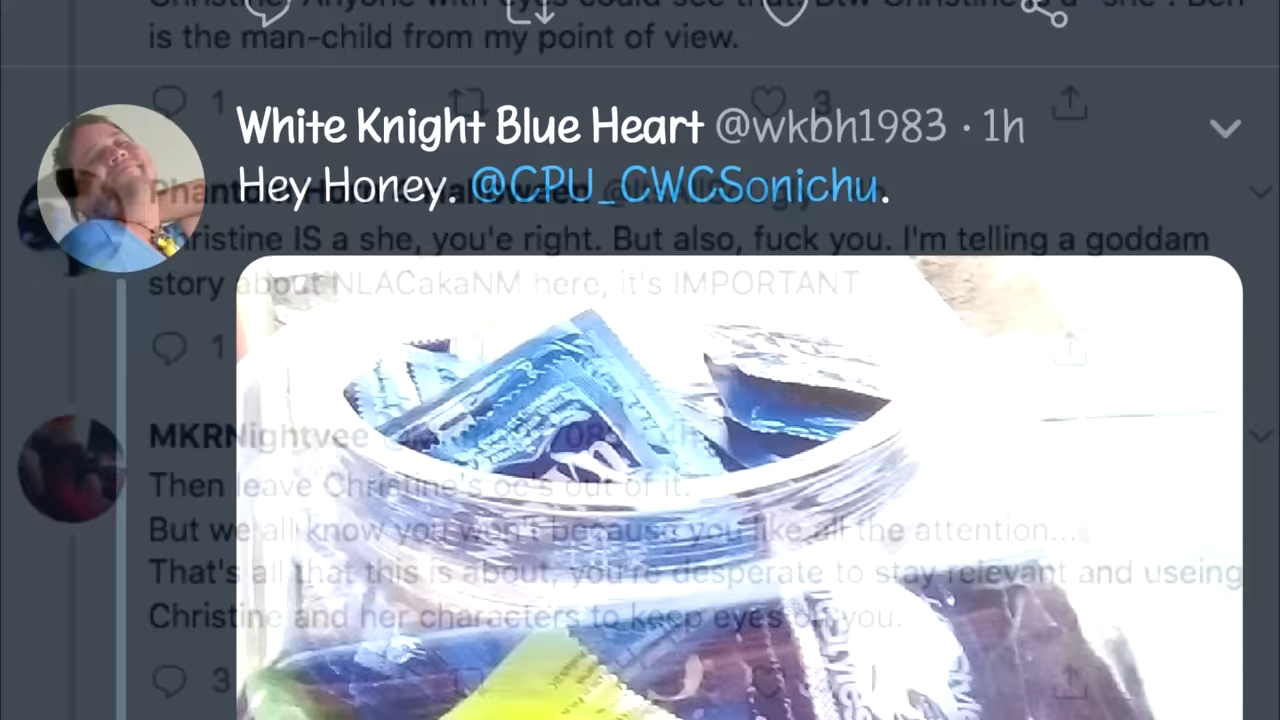 Christine. Anyone with eyes could see that. Btw Christine is a "she". Ben
is the man-child from my point of view.
1
3
White Knight Blue Heart @wkbh1983 · 1h
Hey Honey. @CPU_CWCSonichu.
Christine IS a she, you'e right. But also, fuck you. I'm telling a goddam
story about NLACakaNM here, it's IMPORTANT
1
MKRNightvee
Then leave Christine's oc's out of it.
But we all know you won't because you like all the attention...
That's all that this is about, you're desperate to stay relevant and useing
Christine and her characters to keep eyes on you.
3